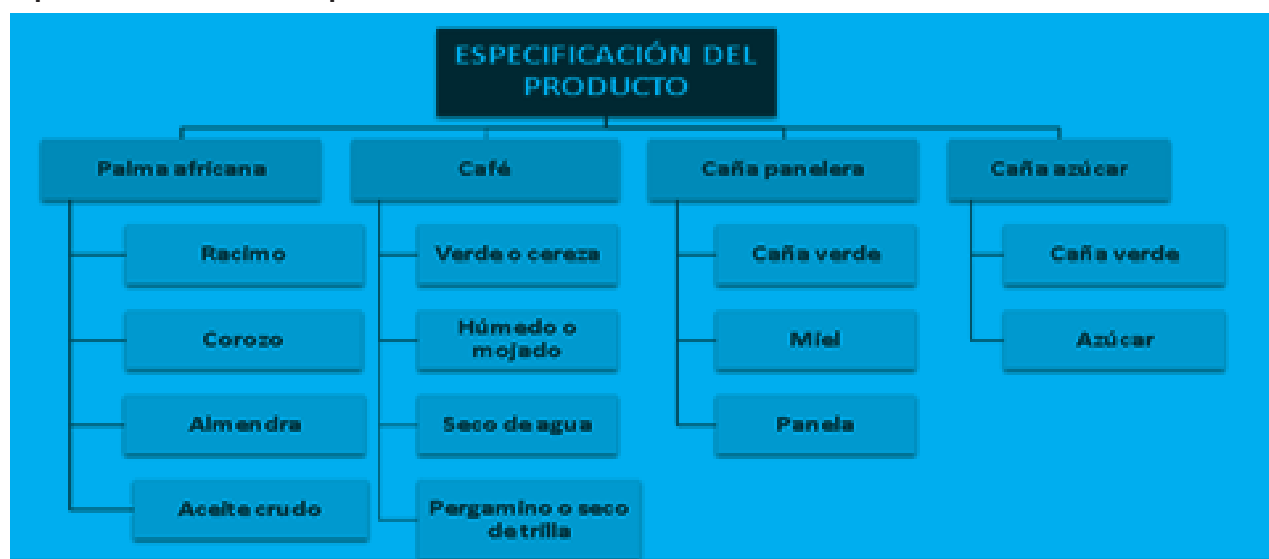 ESPECIFICACIÓN DEL
PRODUCTO
Palma africana
Café
Caña panelera
Caña azúcar
Racimo
Verde o cereza
Caña verde
Caña verde
Corozo
Húmedo o
mojado
Miel
Azúcar
Almendra
Seco de agua
Panela
Aceite crudo
Pergamino o seco
de trilla